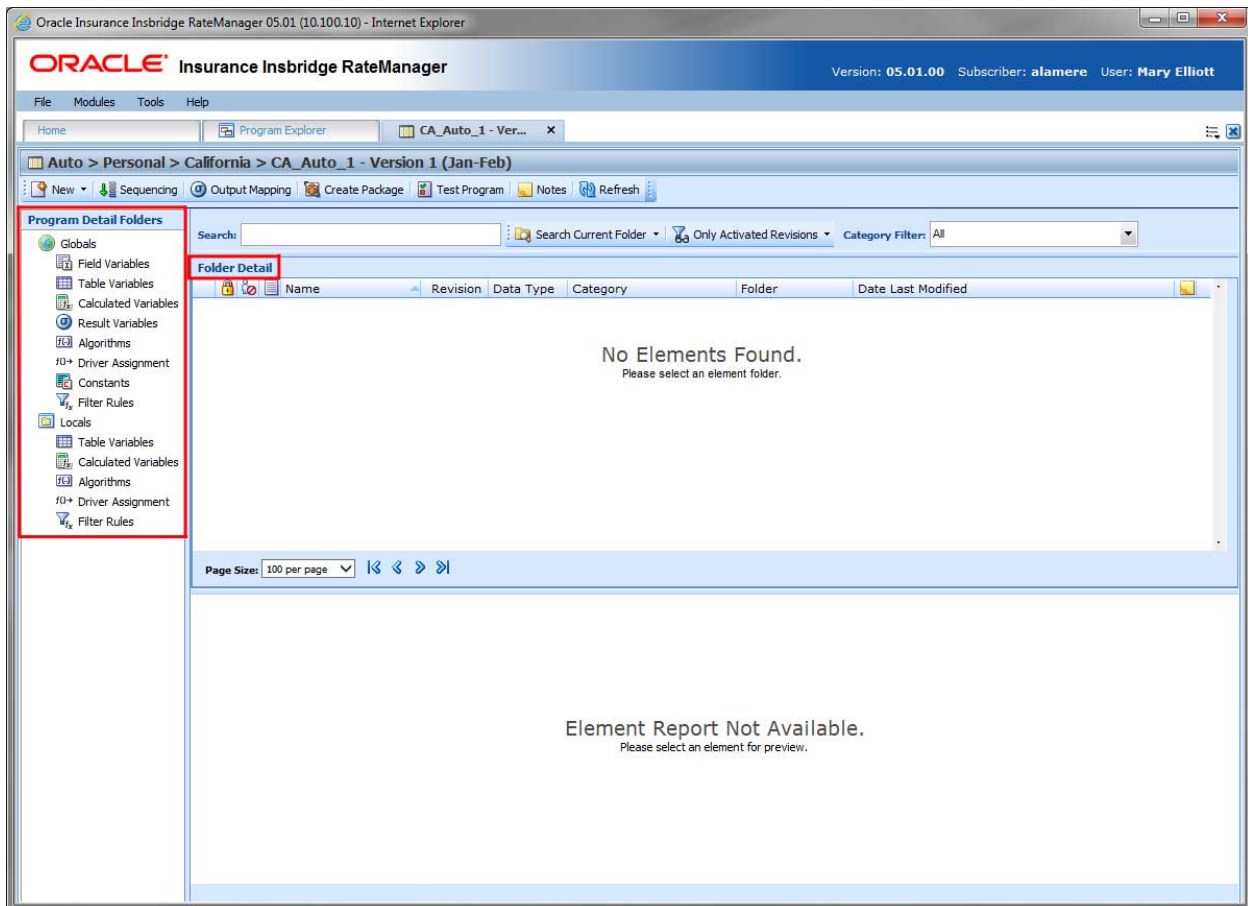 Oracle Insurance Insbridge RateManager 05.01 (10.100.10) - Internet Explorer
ORACLE Insurance Insbridge RateManager
Version: 05.01.00 Subscriber: alamere User: Mary Elliott
File Modules Tools Help
Home Program Explorer CA_Auto_1 - Ver... x
Auto > Personal > California > CA_Auto_1 - Version 1 (Jan-Feb)
New Sequencing Output Mapping Create Package Test Program Notes Refresh
Program Detail Folders
Globals
Field Variables
Table Variables
Calculated Variables
Result Variables
Algorithms
Driver Assignment
Constants
Filter Rules
Locals
Table Variables
Calculated Variables
Algorithms
Driver Assignment
Filter Rules
Search: Search Current Folder Only Activated Revisions Category Filter: All
Folder Detail
Name Revision Data Type Category Folder Date Last Modified
No Elements Found.
Please select an element folder.
Page Size: 100 per page
Element Report Not Available.
Please select an element for preview.